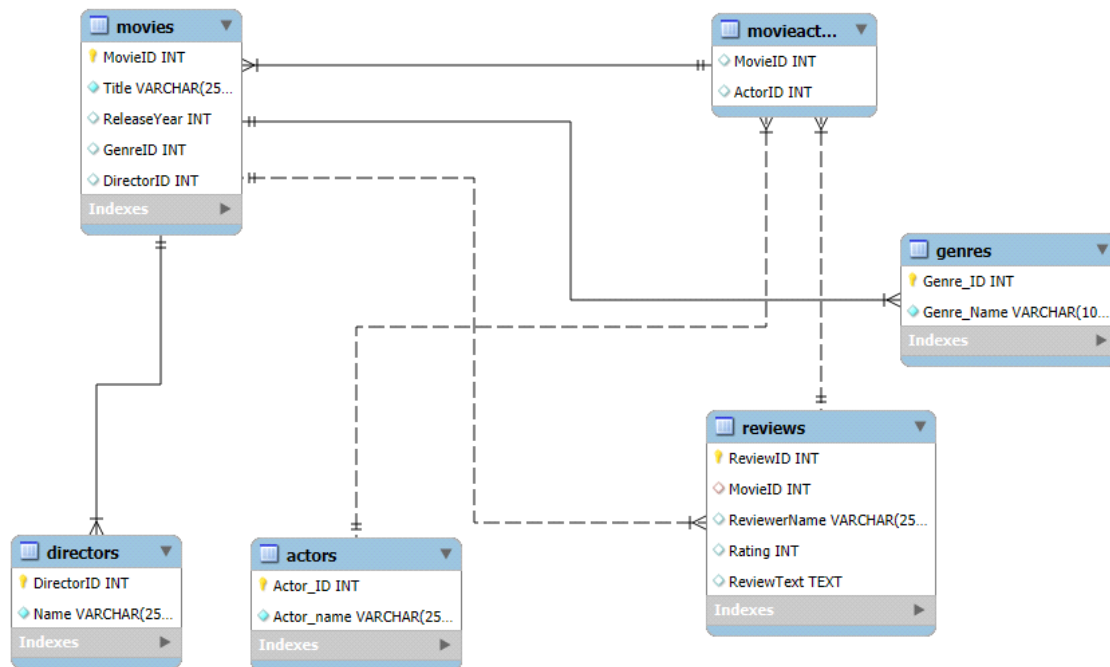 movies
MovieID INT
Title VARCHAR(25...
ReleaseYear INT
GenreID INT
DirectorID INT
Indexes
movieact...
MovieID INT
ActorID INT
genres
Genre_ID INT
Genre_Name VARCHAR(10...
Indexes
reviews
ReviewID INT
MovieID INT
ReviewerName VARCHAR(25...
Rating INT
ReviewText TEXT
Indexes
directors
DirectorID INT
Name VARCHAR(25...
Indexes
actors
Actor_ID INT
Actor_name VARCHAR(25...
Indexes